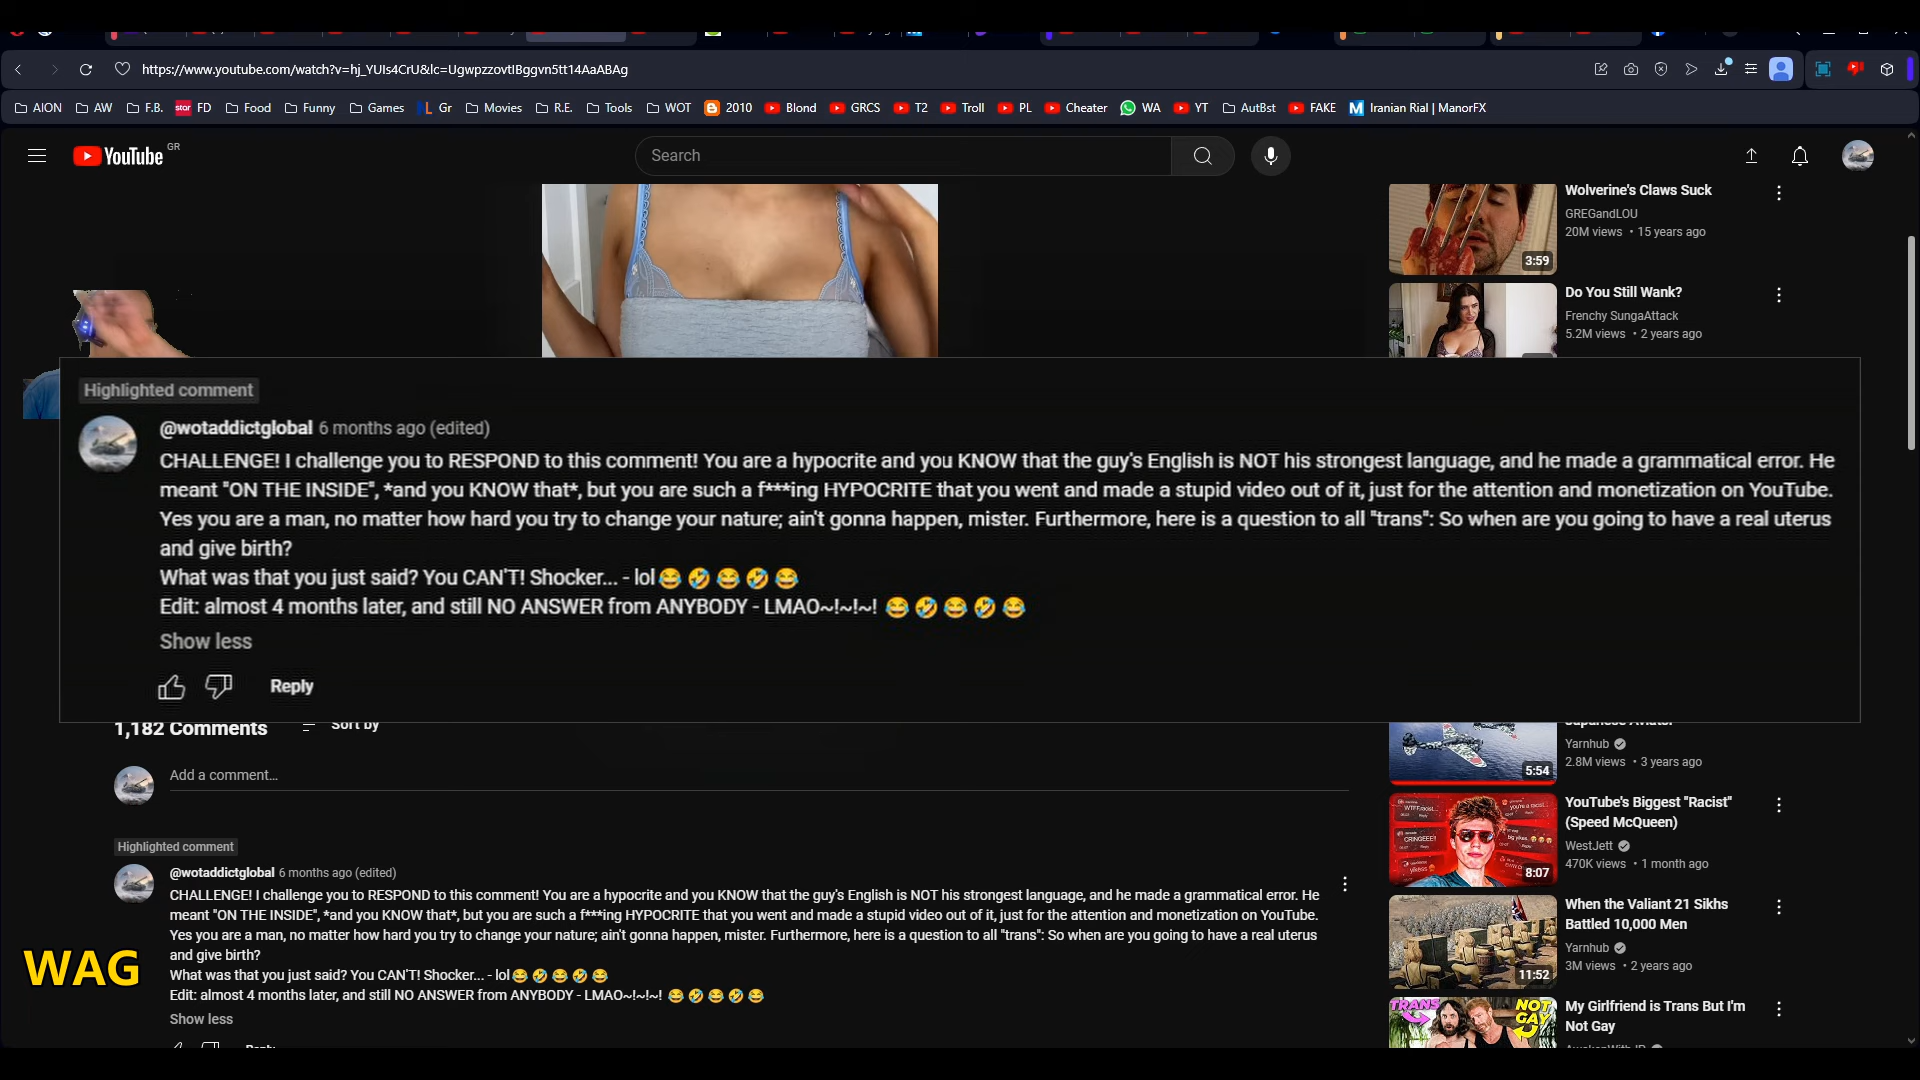 https://www.youtube.com/watch?v=hj_YUIs4CrU&lc=UgwpzzovtIBggvn5tt14AaABAg
AION AW F.B. star FD Food Funny Games L Gr Movies R.E. Tools WOT 2010 Blond GRCS T2 Troll PL Cheater WA YT AutBst FAKE M Iranian Rial | ManorFX
YouTube GR
Search
Wolverine's Claws Suck
GREGandLOU
20M views • 15 years ago
3:59
Do You Still Wank?
Frenchy SungaAttack
5.2M views • 2 years ago
Highlighted comment
@wotaddictglobal 6 months ago (edited)
CHALLENGE! I challenge you to RESPOND to this comment! You are a hypocrite and you KNOW that the guy's English is NOT his strongest language, and he made a grammatical error. He
meant "ON THE INSIDE", *and you KNOW that*, but you are such a f***ing HYPOCRITE that you went and made a stupid video out of it, just for the attention and monetization on YouTube.
Yes you are a man, no matter how hard you try to change your nature; ain't gonna happen, mister. Furthermore, here is a question to all "trans": So when are you going to have a real uterus
and give birth?
What was that you just said? You CAN'T! Shocker... - lol😂🤣😂🤣😂
Edit: almost 4 months later, and still NO ANSWER from ANYBODY - LMAO~!~!~! 😂🤣😂🤣😂
Show less
Reply
1,182 Comments Sort by
Add a comment...
Highlighted comment
@wotaddictglobal 6 months ago (edited)
CHALLENGE! I challenge you to RESPOND to this comment! You are a hypocrite and you KNOW that the guy's English is NOT his strongest language, and he made a grammatical error. He
meant "ON THE INSIDE", *and you KNOW that*, but you are such a f***ing HYPOCRITE that you went and made a stupid video out of it, just for the attention and monetization on YouTube.
Yes you are a man, no matter how hard you try to change your nature; ain't gonna happen, mister. Furthermore, here is a question to all "trans": So when are you going to have a real uterus
and give birth?
What was that you just said? You CAN'T! Shocker... - lol😂🤣😂🤣😂
Edit: almost 4 months later, and still NO ANSWER from ANYBODY - LMAO~!~!~! 😂🤣😂🤣😂
Show less
Reply
WAG
Japanese Aviator
Yarnhub
2.8M views • 3 years ago
5:54
YouTube's Biggest "Racist"
(Speed McQueen)
WestJett
470K views • 1 month ago
8:07
When the Valiant 21 Sikhs
Battled 10,000 Men
Yarnhub
3M views • 2 years ago
11:52
My Girlfriend is Trans But I'm
Not Gay
TRANS
NOT
GAY